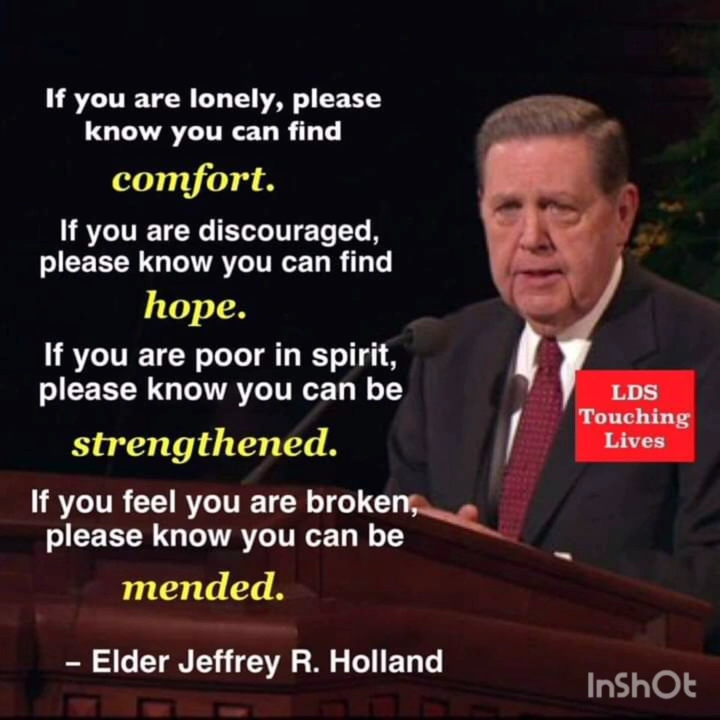 If you are lonely, please
know you can find
comfort.
If you are discouraged,
please know you can find
hope.
If you are poor in spirit,
please know you can be
strengthened.
If you feel you are broken,
please know you can be
mended.
– Elder Jeffrey R. Holland
LDS
Touching
Lives
InShOt